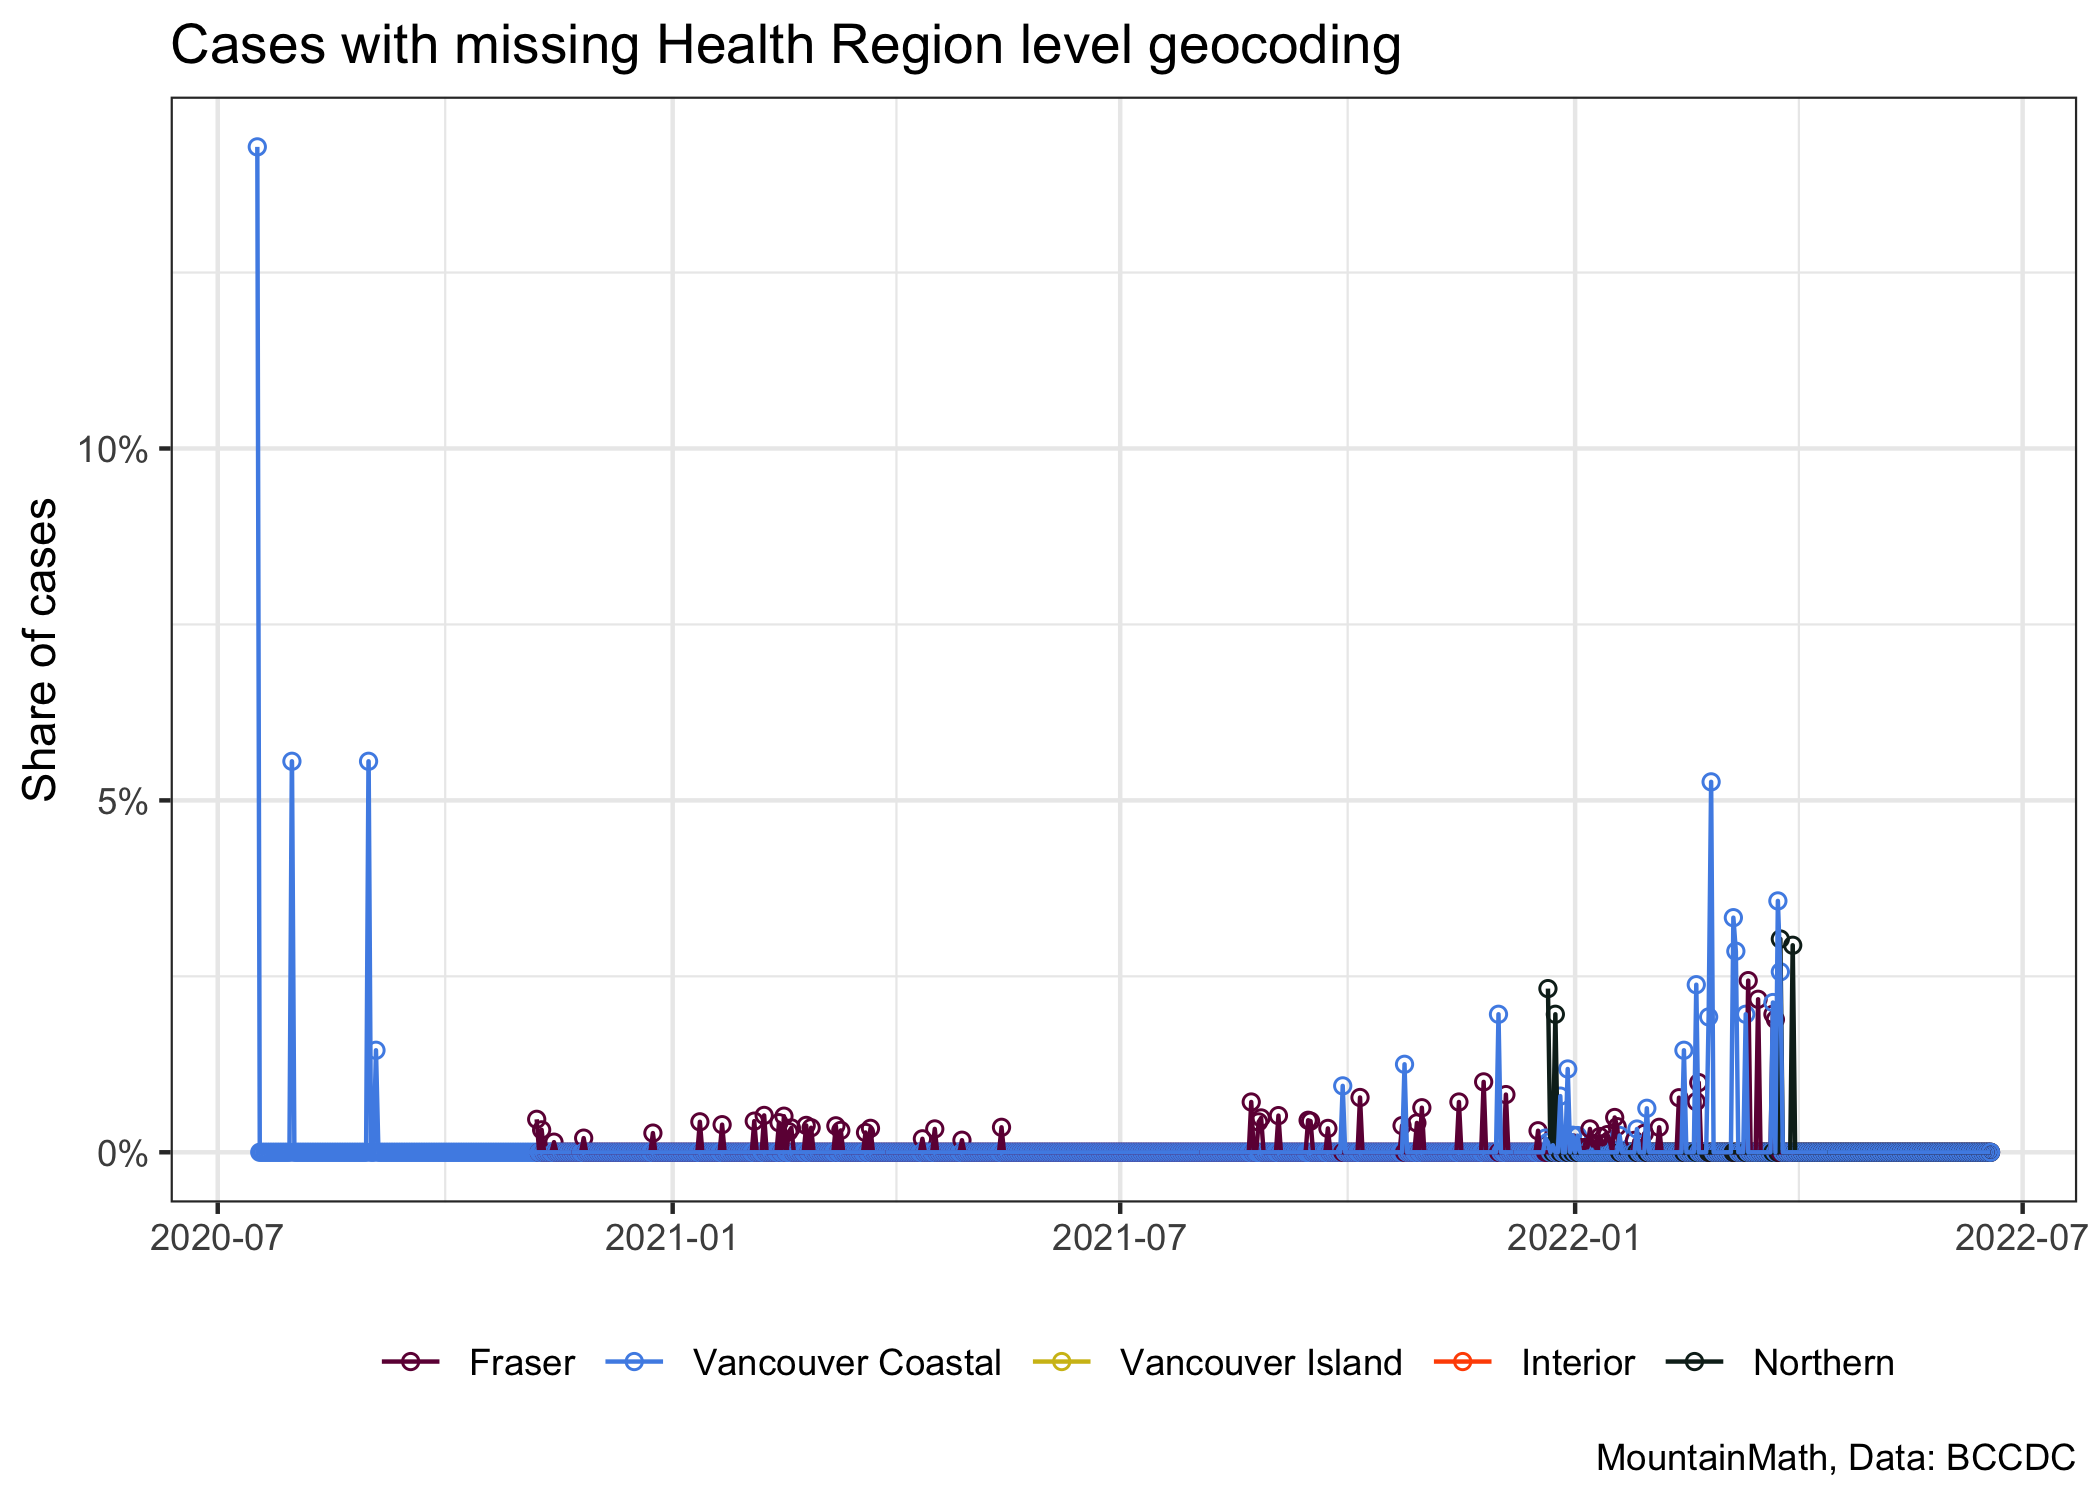 Cases with missing Health Region level geocoding
Share of cases
10%
5%
0%
2020-07 2021-01 2021-07 2022-01 2022-07
Fraser Vancouver Coastal Vancouver Island Interior Northern
MountainMath, Data: BCCDC